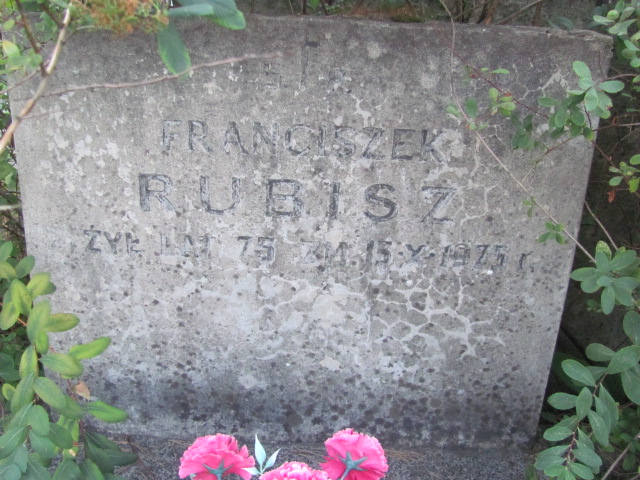 Ś P.
FRANCISZEK
RUBISZ
ŻYŁ LAT 75 ZM 15 X 1975 r